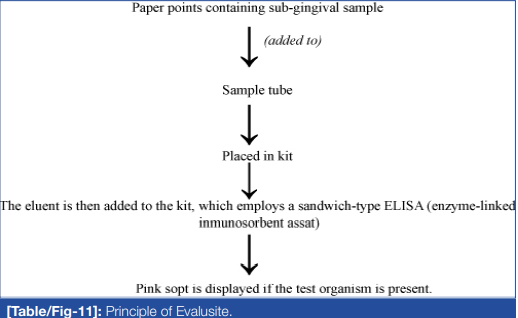 Paper points containing sub-gingival sample
(added to)
Sample tube
Placed in kit
The eluent is then added to the kit, which employs a sandwich-type ELISA (enzyme-linked
inmunosorbent assat)
Pink sopt is displayed if the test organism is present.
[Table/Fig-11]: Principle of Evalusite.